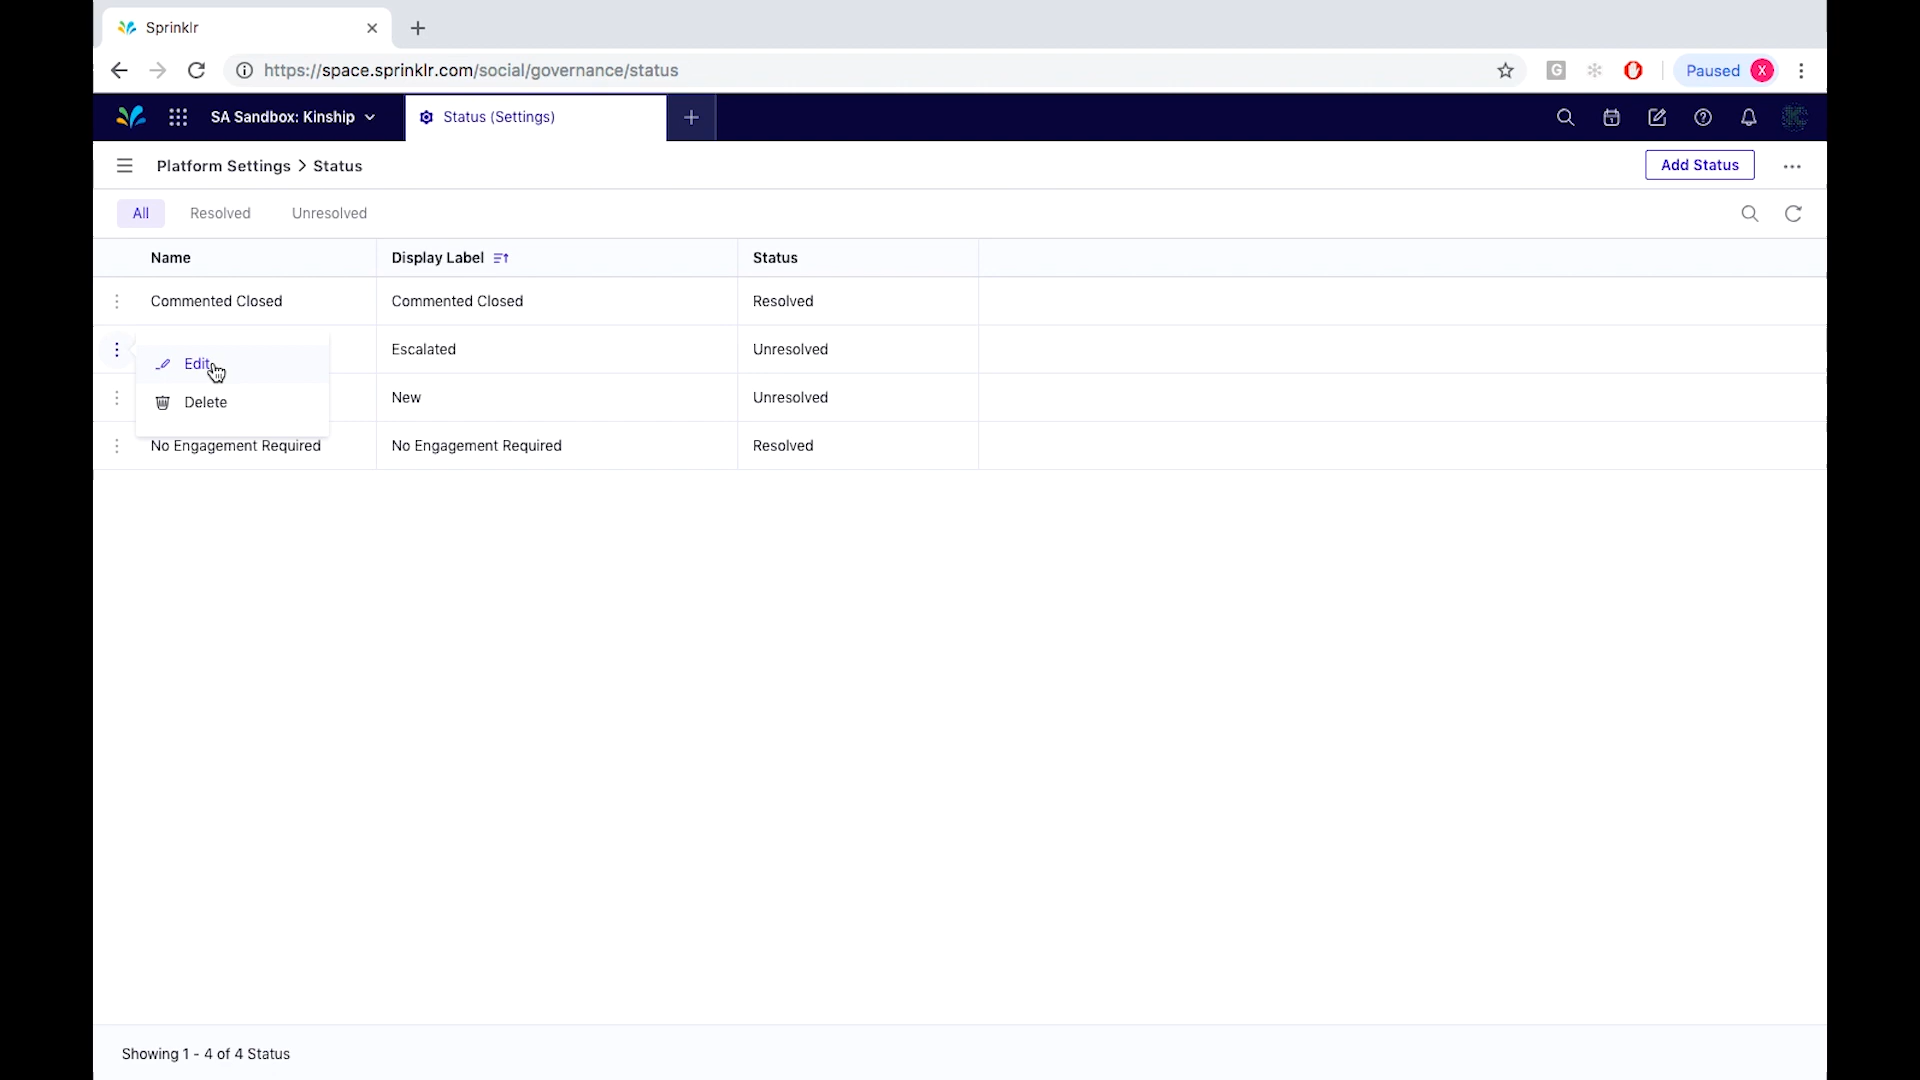 Sprinklr
https://space.sprinklr.com/social/governance/status
G
Paused X
SA Sandbox: Kinship
Status (Settings)
Platform Settings > Status
Add Status
All Resolved Unresolved
Name Display Label Status
Commented Closed Commented Closed Resolved
Edit Escalated Unresolved
Delete New Unresolved
No Engagement Required No Engagement Required Resolved
Showing 1 - 4 of 4 Status